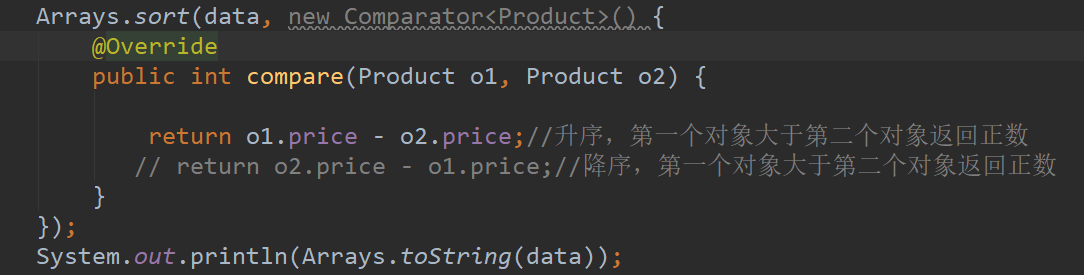 Arrays.sort(data, new Comparator<Product>() {
@Override
public int compare(Product o1, Product o2) {
return o1.price - o2.price;//升序，第一个对象大于第二个对象返回正数
// return o2.price - o1.price;//降序，第一个对象大于第二个对象返回正数
}
});
System.out.println(Arrays.toString(data));